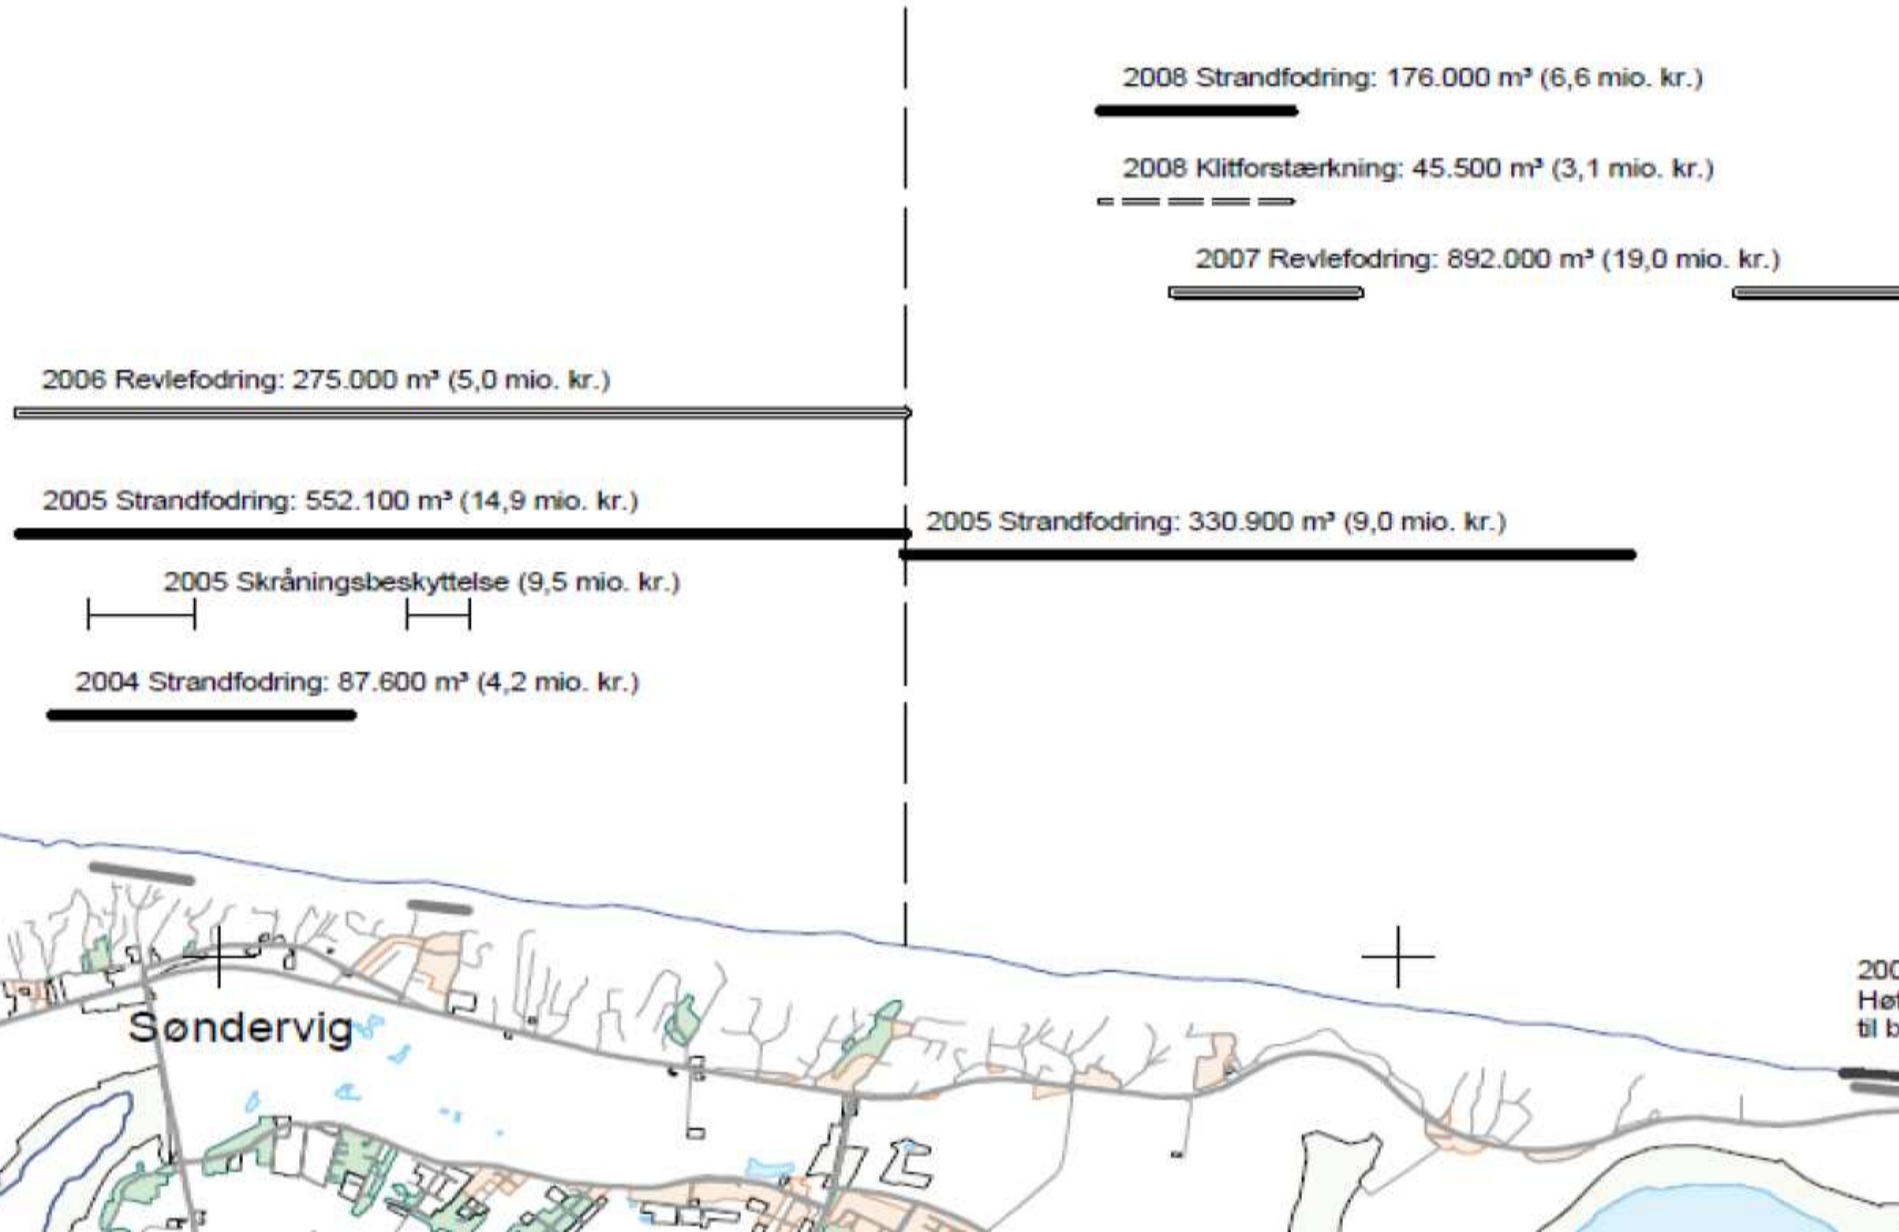 2008 Strandfodring: 176.000 m³ (6,6 mio. kr.)
2008 Klitforstærkning: 45.500 m³ (3,1 mio. kr.)
2007 Revlefodring: 892.000 m³ (19,0 mio. kr.)
2006 Revlefodring: 275.000 m³ (5,0 mio. kr.)
2005 Strandfodring: 552.100 m³ (14,9 mio. kr.)
2005 Strandfodring: 330.900 m³ (9,0 mio. kr.)
2005 Skråningsbeskyttelse (9,5 mio. kr.)
2004 Strandfodring: 87.600 m³ (4,2 mio. kr.)
Søndervig
til